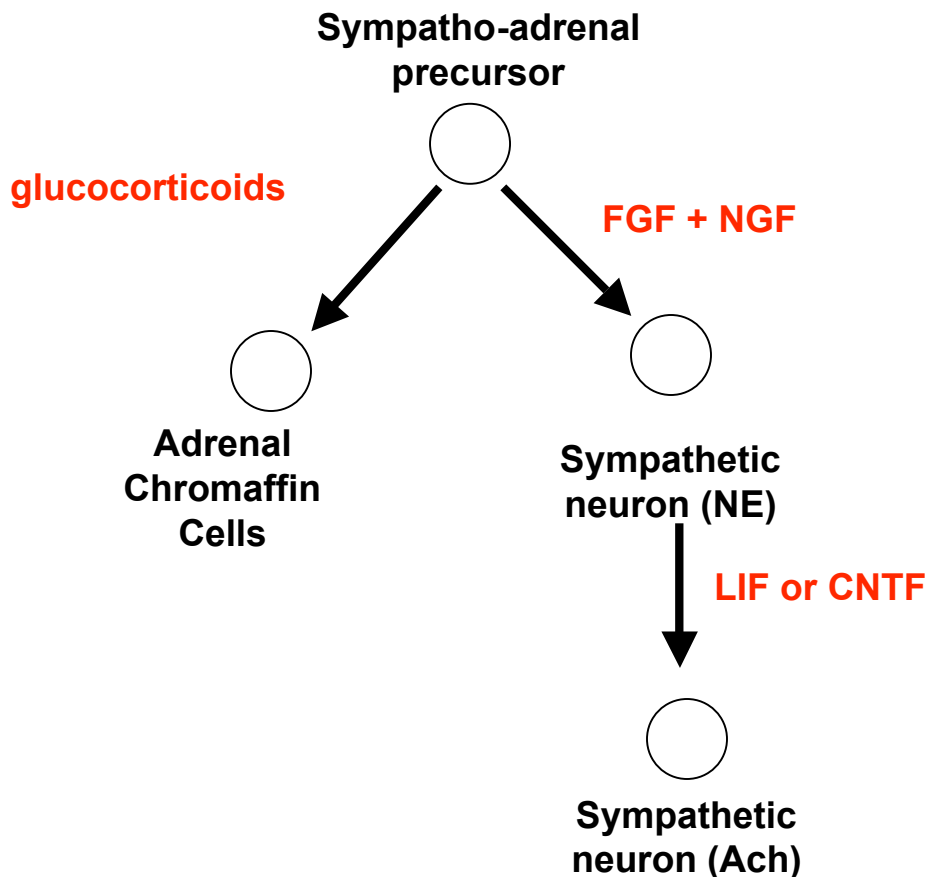 Sympatho-adrenal
precursor
glucocorticoids
FGF + NGF
Adrenal
Chromaffin
Cells
Sympathetic
neuron (NE)
LIF or CNTF
Sympathetic
neuron (Ach)